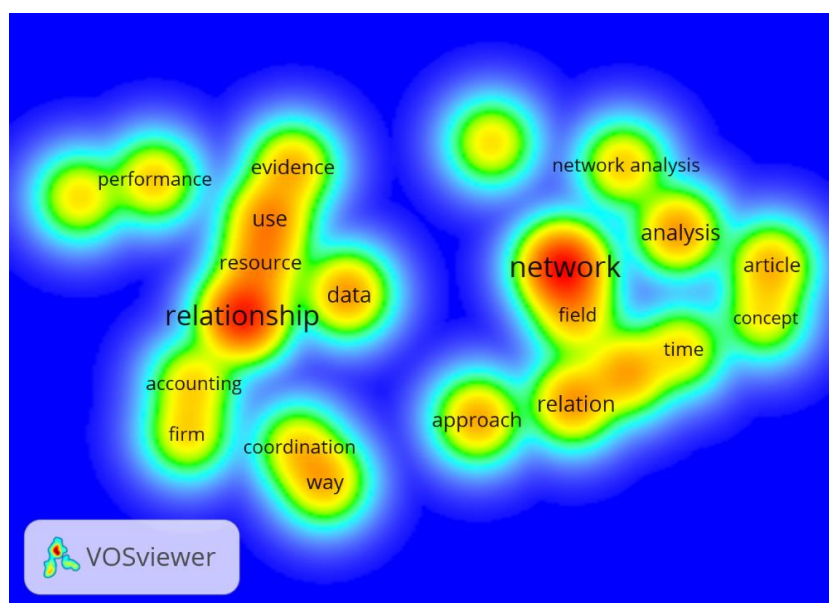 evidence
network analysis
performance
use
analysis
resource
network
article
data
relationship
field
concept
time
accounting
relation
approach
firm
coordination
way
VOSviewer